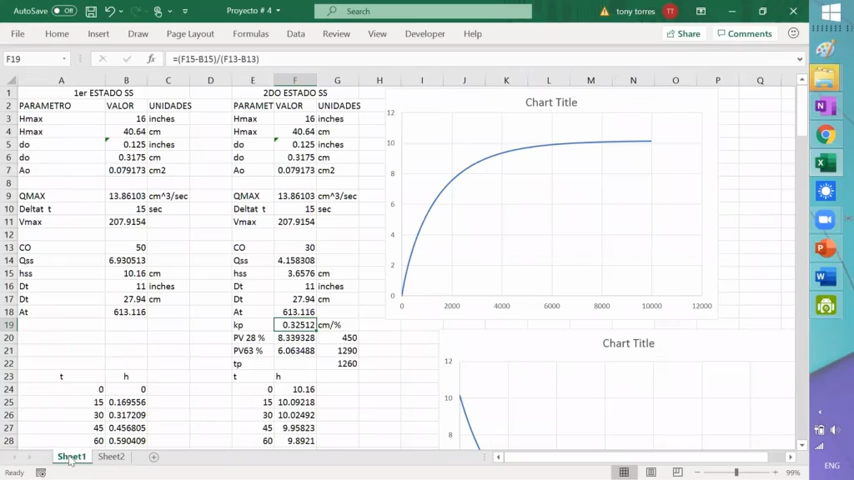 AutoSave Off Proyecto # 4 Search tony torres TT
File Home Insert Draw Page Layout Formulas Data Review View Developer Help Share Comments
F19 fx =(F15-B15)/(F13-B13)
A B C D E F G H I J K L M N O P Q
1 1er ESTADO SS 2DO ESTADO SS
2 PARAMETRO VALOR UNIDADES PARAMET VALOR UNIDADES
3 Hmax 16 inches Hmax 16 inches
4 Hmax 40.64 cm Hmax 40.64 cm
5 do 0.125 inches do 0.125 inches
6 do 0.3175 cm do 0.3175 cm
7 Ao 0.079173 cm2 Ao 0.079173 cm2
8
9 QMAX 13.86103 cm^3/sec QMAX 13.86103 cm^3/sec
10 Deltat t 15 sec Deltat t 15 sec
11 Vmax 207.9154 Vmax 207.9154
12
13 CO 50 CO 30
14 Qss 6.930513 Qss 4.158308
15 hss 10.16 cm hss 3.6576 cm
16 Dt 11 inches Dt 11 inches
17 Dt 27.94 cm Dt 27.94 cm
18 At 613.116 At 613.116
19 kp 0.32512 cm/%
20 PV 28 % 8.339328 450
21 PV63 % 6.063488 1290
22 tp 1260
23 t h t h
24 0 0 0 10.16
25 15 0.169556 15 10.09218
26 30 0.317209 30 10.02492
27 45 0.456805 45 9.95823
28 60 0.590409 60 9.8921
Chart Title
12
10
8
6
4
2
0
0 2000 4000 6000 8000 10000 12000
Chart Title
12
10
8
Sheet1 Sheet2
Ready 99%
ENG